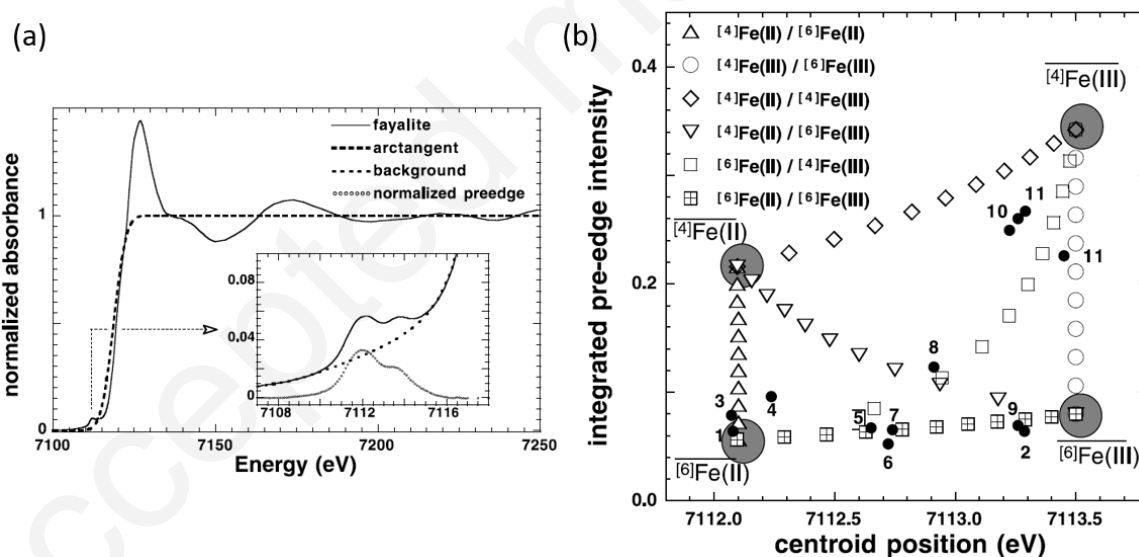 (a)
fayalite
arctangent
background
normalized preedge
normalized absorbance
1
0
7100
7150
7200
7250
Energy (eV)
0.08
0.04
0
7108
7112
7116
(b)
[4]Fe(II) / [6]Fe(II)
[4]Fe(III) / [6]Fe(III)
[4]Fe(II) / [4]Fe(III)
[4]Fe(II) / [6]Fe(III)
[6]Fe(II) / [4]Fe(III)
[6]Fe(II) / [6]Fe(III)
[4]Fe(III)
[4]Fe(II)
[6]Fe(II)
[6]Fe(III)
11
10
11
8
3
4
1
5
7
6
9
2
integrated pre-edge intensity
0.4
0.2
0.0
7112.0
7112.5
7113.0
7113.5
centroid position (eV)
ccepted m